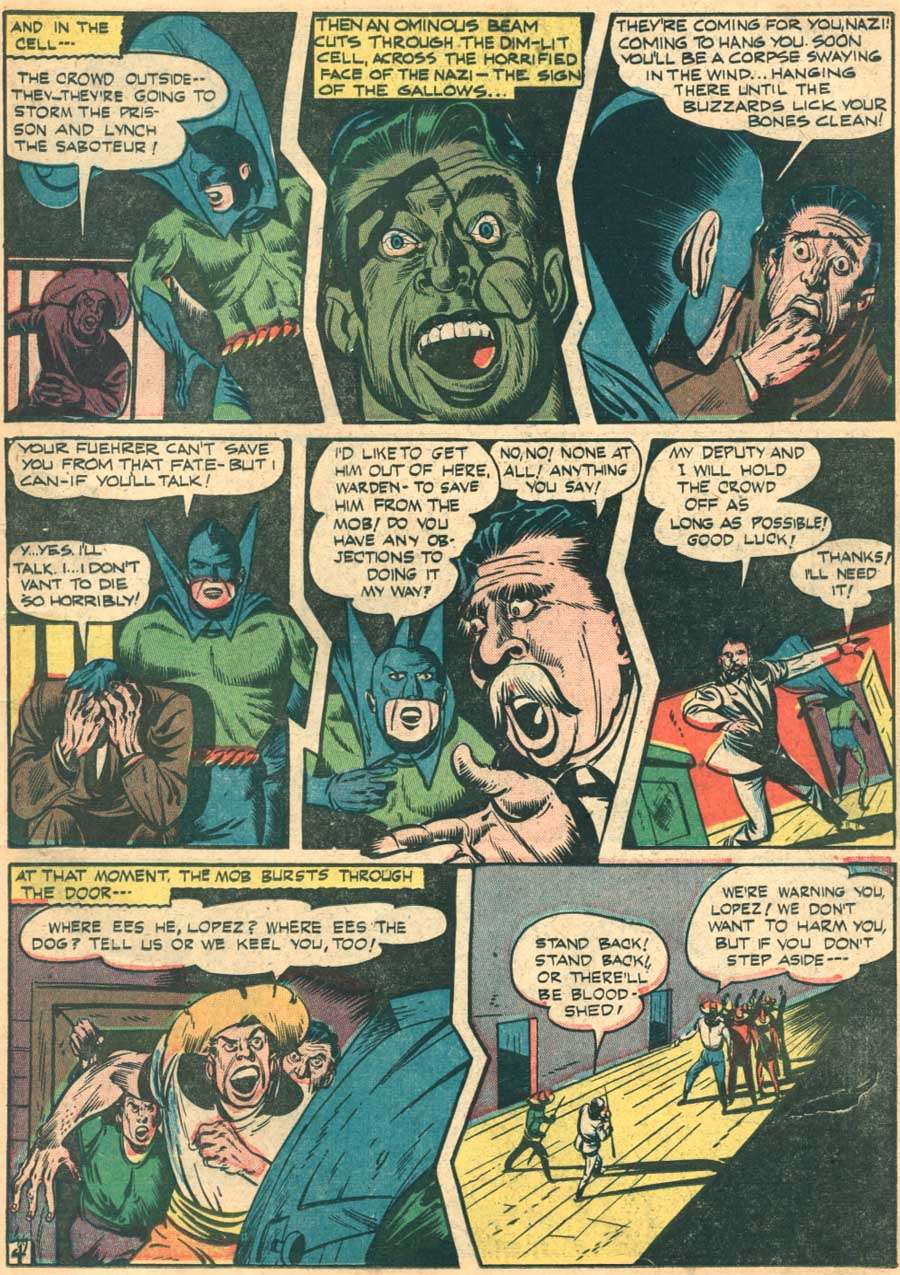 AND IN THE
CELL---
THE CROWD OUTSIDE--
THEY--THEY'RE GOING TO
STORM THE PRIS-
SON AND LYNCH
THE SABOTEUR!
THEN AN OMINOUS BEAM
CUTS THROUGH THE DIM-LIT
CELL, ACROSS THE HORRIFIED
FACE OF THE NAZI—THE SIGN
OF THE GALLOWS...
THEY'RE COMING FOR YOU, NAZI!
COMING TO HANG YOU. SOON
YOU'LL BE A CORPSE SWAYING
IN THE WIND... HANGING
THERE UNTIL THE
BUZZARDS LICK YOUR
BONES CLEAN!
YOUR FUEHRER CAN'T SAVE
YOU FROM THAT FATE-BUT I
CAN-IF YOU'LL TALK!
Y...YES. I'LL
TALK. I...I DON'T
VANT TO DIE
SO HORRIBLY!
I'D LIKE TO GET
HIM OUT OF HERE,
WARDEN- TO SAVE
HIM FROM THE
MOB! DO YOU
HAVE ANY OB-
JECTIONS TO
DOING IT
MY WAY?
NO, NO! NONE AT
ALL! ANYTHING
YOU SAY!
MY DEPUTY AND
I WILL HOLD
THE CROWD
OFF AS
LONG AS POSSIBLE!
GOOD LUCK!
THANKS!
I'LL NEED
IT!
AT THAT MOMENT, THE MOB BURSTS THROUGH
THE DOOR---
WHERE EES HE, LOPEZ? WHERE EES THE
DOG? TELL US OR WE KEEL YOU, TOO!
STAND BACK!
STAND BACK!
OR THERE'LL
BE BLOOD-
SHED!
WE'RE WARNING YOU,
LOPEZ! WE DON'T
WANT TO HARM YOU,
BUT IF YOU DON'T
STEP ASIDE---
4